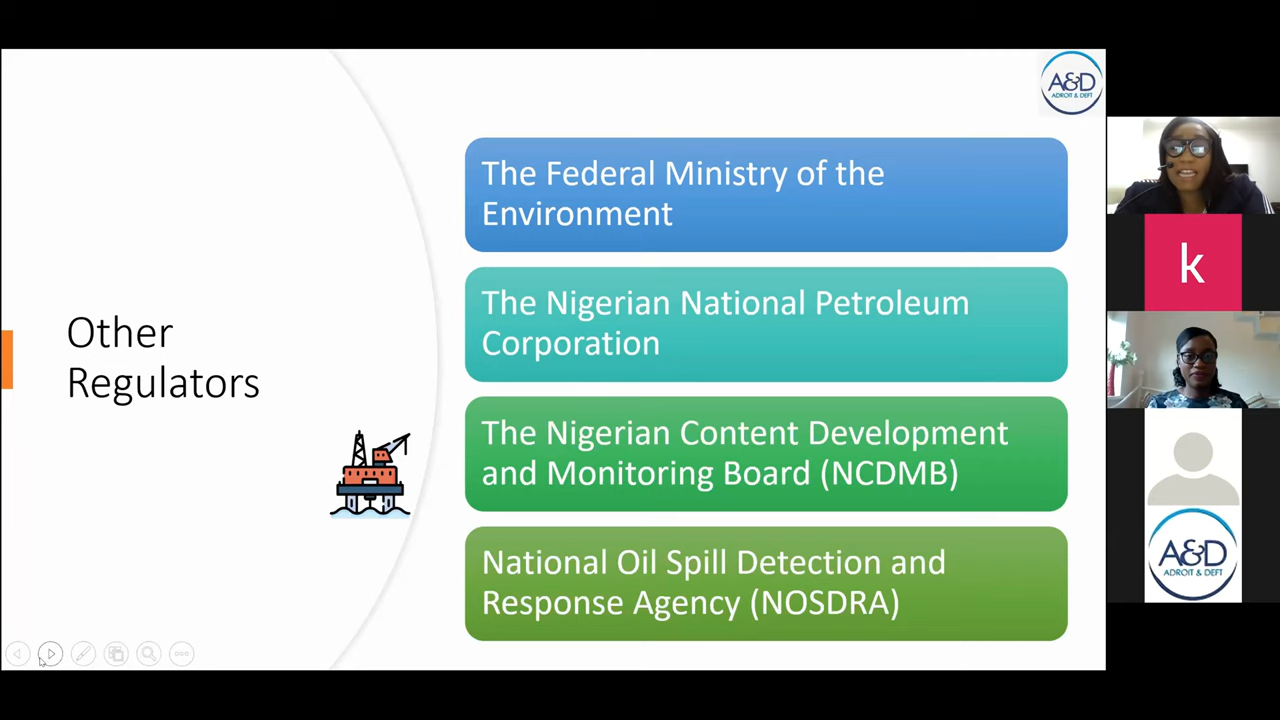 A&D
ADROIT & DEFT
The Federal Ministry of the
Environment
The Nigerian National Petroleum
Corporation
Other
Regulators
The Nigerian Content Development
and Monitoring Board (NCDMB)
National Oil Spill Detection and
Response Agency (NOSDRA)
k
A&D
ADROIT & DEFT